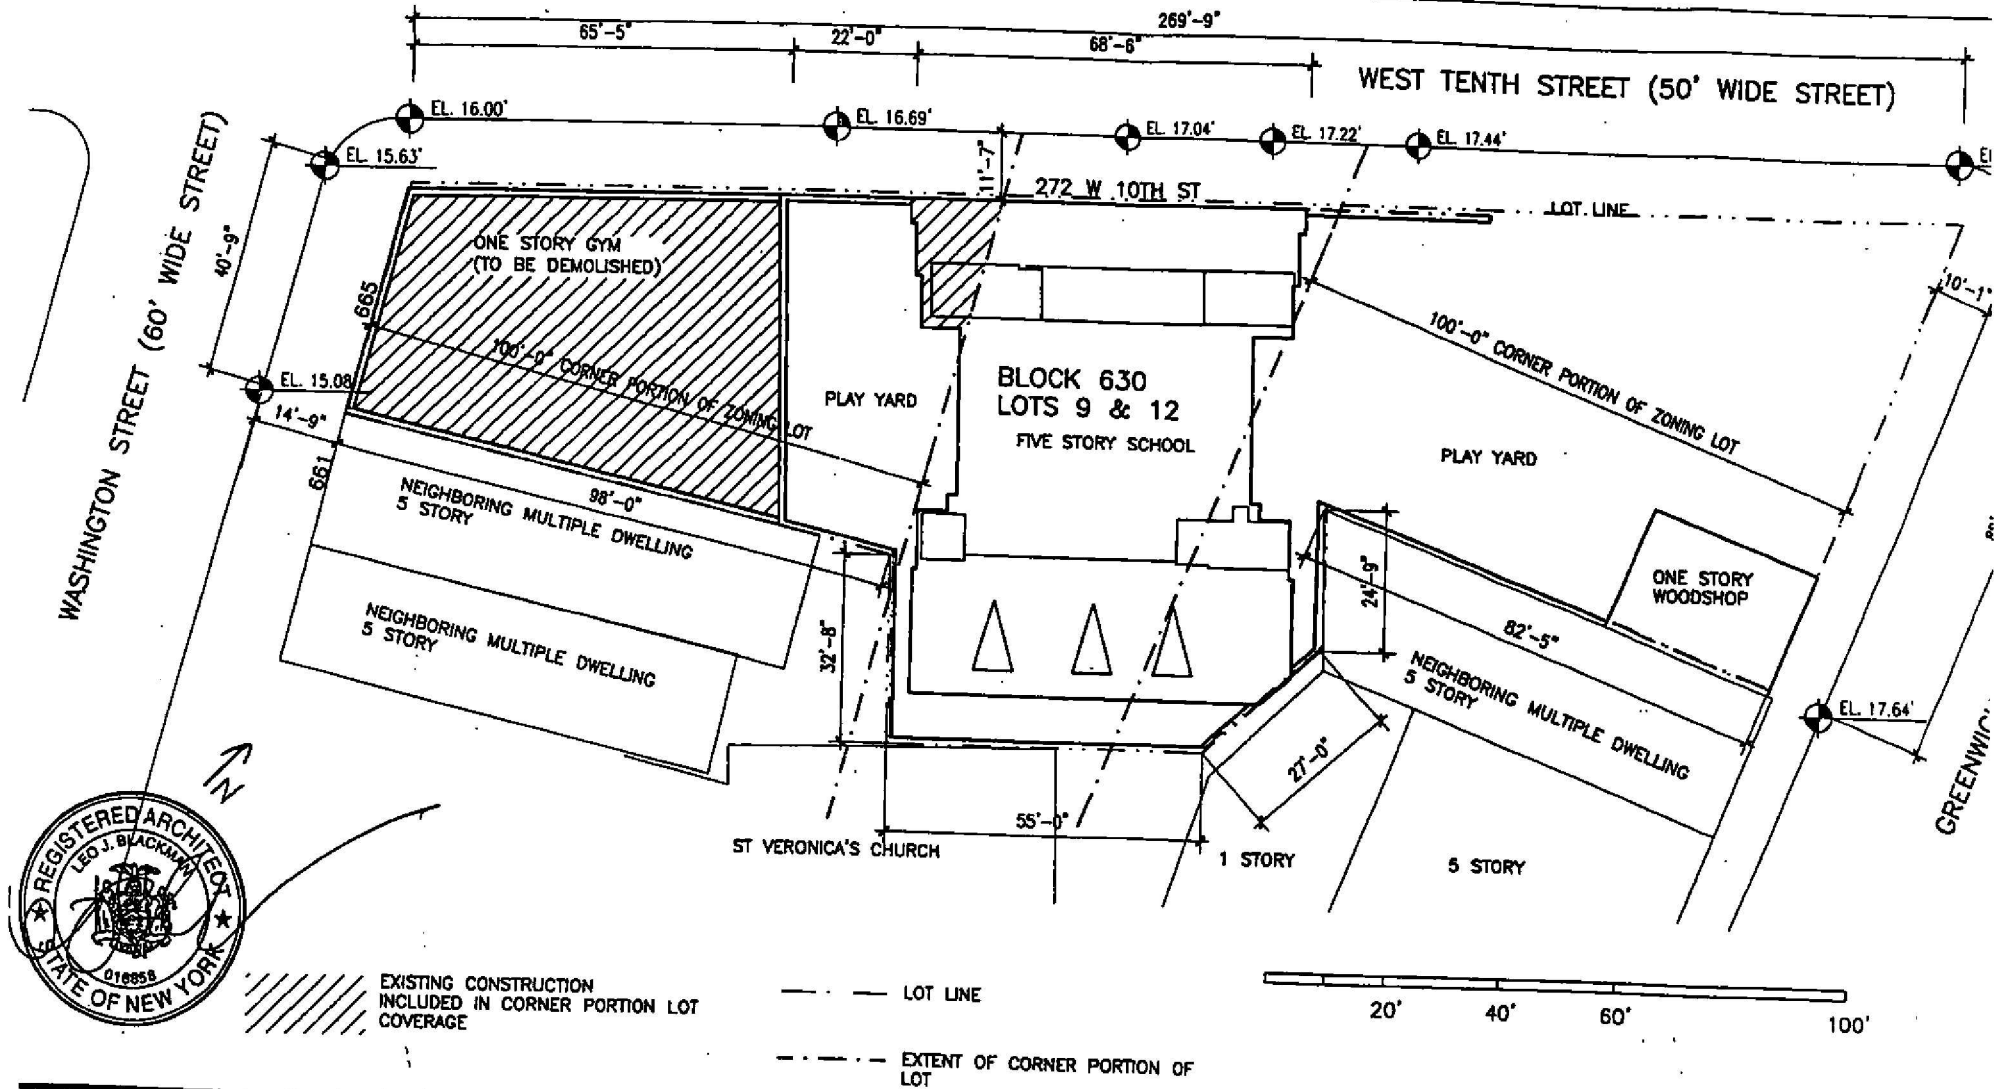 269'-9"
65'-5"
22'-0"
68'-6"
WEST TENTH STREET (50' WIDE STREET)
EL. 16.00'
EL. 16.69'
EL. 17.04'
EL. 17.22'
EL. 17.44'
EL. 15.63'
11'-7"
272 W 10TH ST
LOT LINE
WASHINGTON STREET (60' WIDE STREET)
40'-9"
ONE STORY GYM
(TO BE DEMOLISHED)
665
10'-1"
100'-0" CORNER PORTION OF ZONING LOT
100'-0" CORNER PORTION OF ZONING LOT
EL. 15.08
14'-9"
PLAY YARD
BLOCK 630
LOTS 9 & 12
FIVE STORY SCHOOL
PLAY YARD
661
98'-0"
NEIGHBORING MULTIPLE DWELLING
5 STORY
NEIGHBORING MULTIPLE DWELLING
5 STORY
32'-8"
24'-9"
ONE STORY
WOODSHOP
82'-5"
NEIGHBORING MULTIPLE DWELLING
5 STORY
EL. 17.64'
27'-0"
55'-0"
ST VERONICA'S CHURCH
1 STORY
5 STORY
N
REGISTERED ARCHITECT
LEO J. BLACKMAN
016858
STATE OF NEW YORK
EXISTING CONSTRUCTION
INCLUDED IN CORNER PORTION LOT
COVERAGE
LOT LINE
EXTENT OF CORNER PORTION OF
LOT
20'
40'
60'
100'